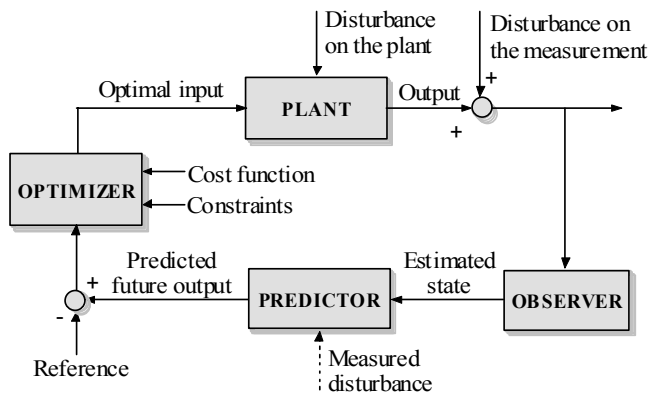 Disturbance
on the plant
Disturbance on
the measurement
+
Optimal input
PLANT
Output
+
OPTIMIZER
Cost function
Constraints
+
-
Predicted
future output
PREDICTOR
Estimated
state
OBSERVER
Reference
Measured
disturbance